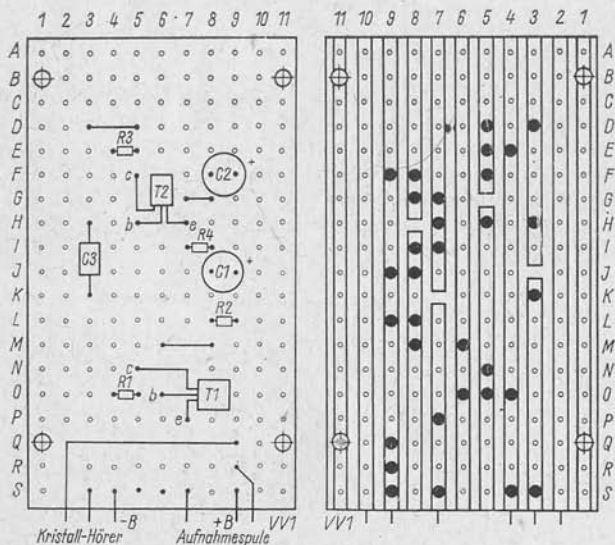 1 2 3 4 5 6 7 8 9 10 11
A
B
C
D
E
F
G
H
I
J
K
L
M
N
O
P
Q
R
S
R3
c
T2
C2
+
b
e
R4
C3
C1
+
R2
c
R1
b
T1
e
Kristall-Hörer
-B
+B
Aufnahmespule
VV1
11 10 9 8 7 6 5 4 3 2 1
A
B
C
D
E
F
G
H
I
J
K
L
M
N
O
P
Q
R
S
VV1